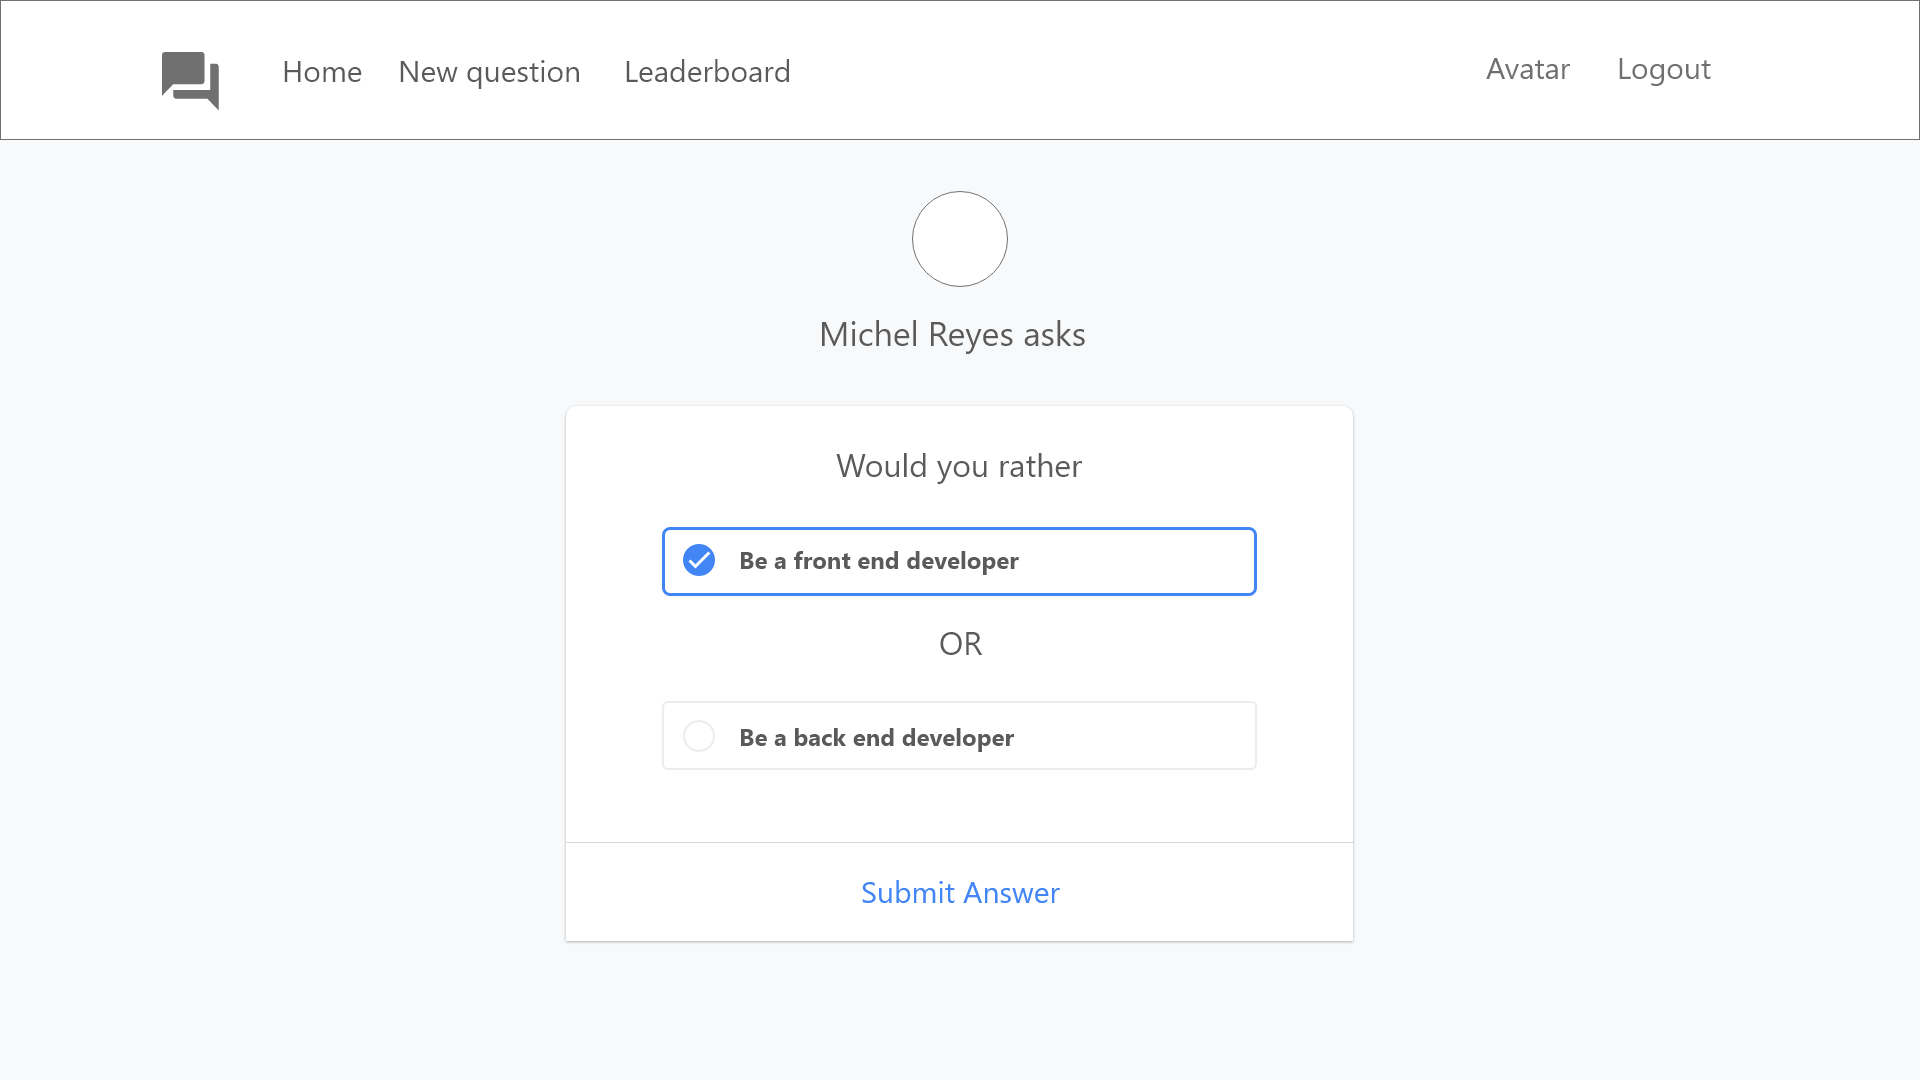 Home New question Leaderboard Avatar Logout
Michel Reyes asks
Would you rather
Be a front end developer
OR
Be a back end developer
Submit Answer